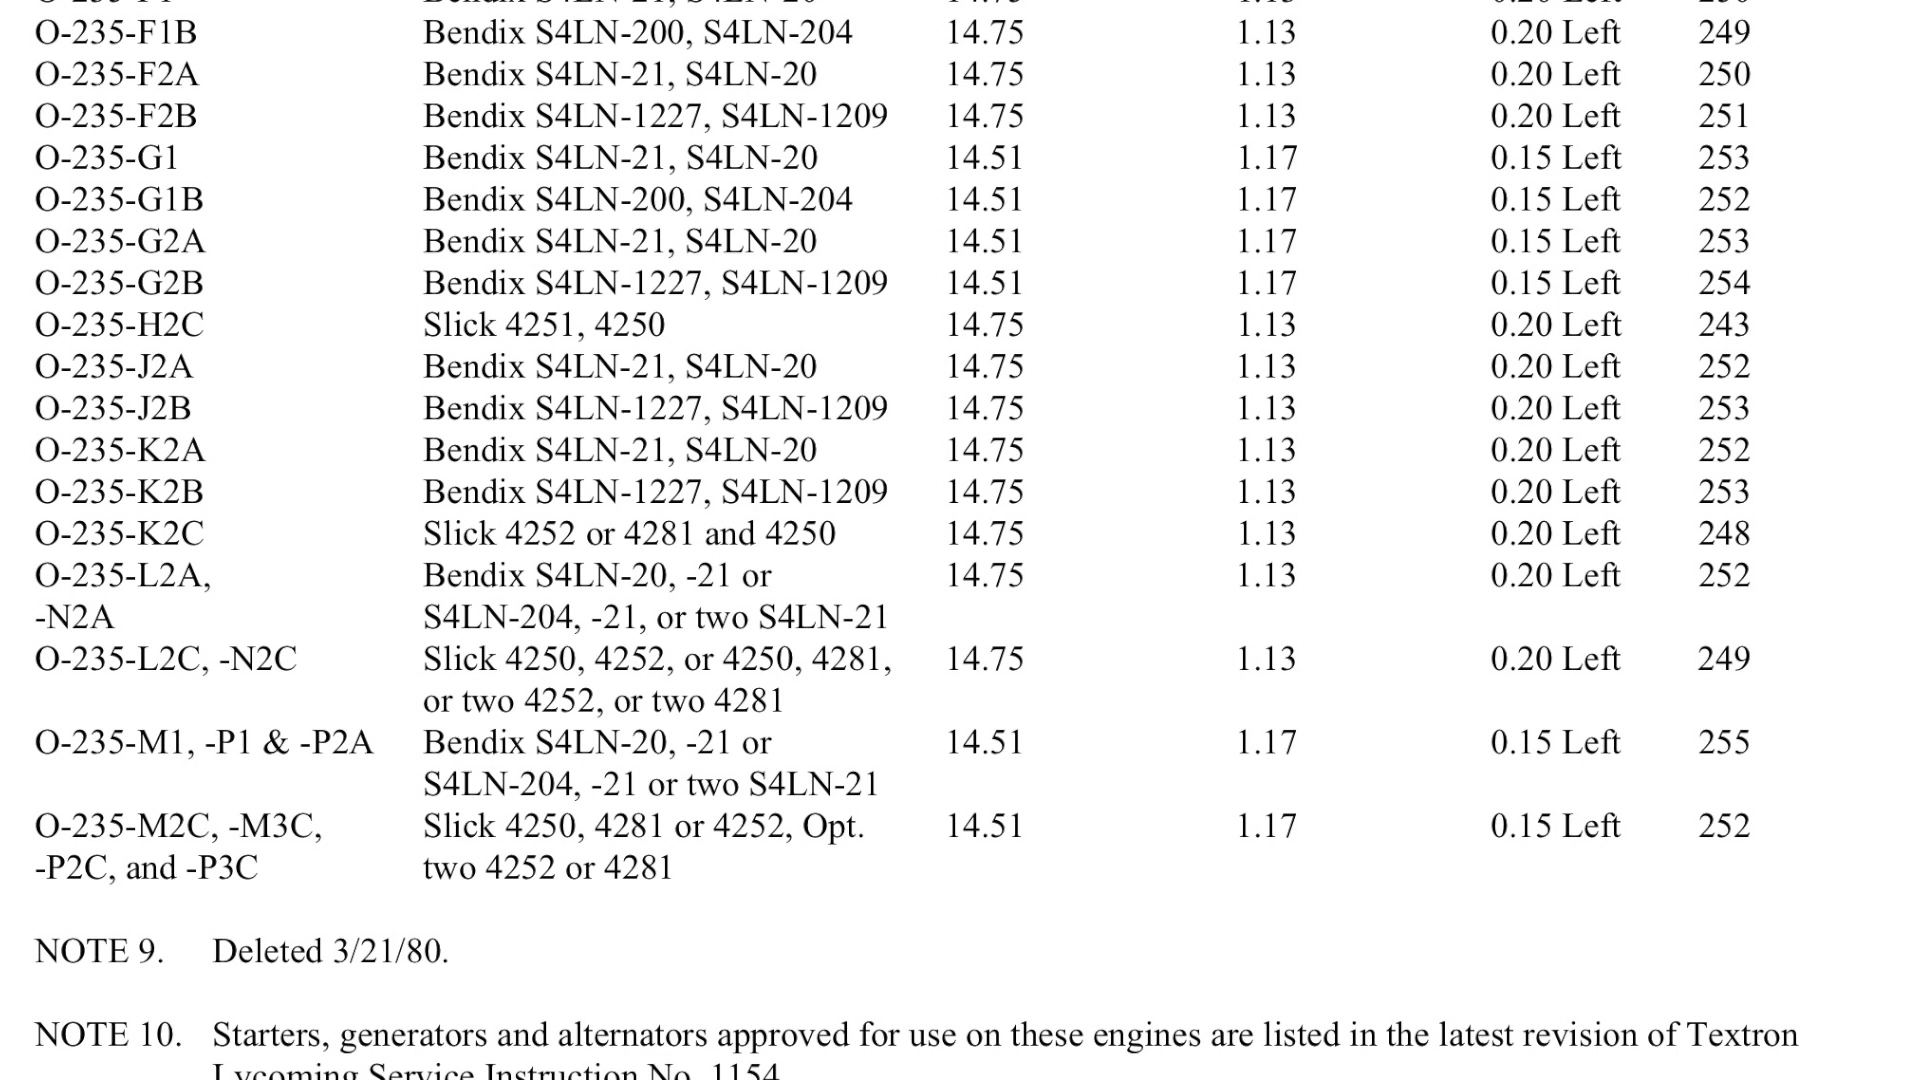 O-235-F1B Bendix S4LN-200, S4LN-204 14.75 1.13 0.20 Left 249
O-235-F2A Bendix S4LN-21, S4LN-20 14.75 1.13 0.20 Left 250
O-235-F2B Bendix S4LN-1227, S4LN-1209 14.75 1.13 0.20 Left 251
O-235-G1 Bendix S4LN-21, S4LN-20 14.51 1.17 0.15 Left 253
O-235-G1B Bendix S4LN-200, S4LN-204 14.51 1.17 0.15 Left 252
O-235-G2A Bendix S4LN-21, S4LN-20 14.51 1.17 0.15 Left 253
O-235-G2B Bendix S4LN-1227, S4LN-1209 14.51 1.17 0.15 Left 254
O-235-H2C Slick 4251, 4250 14.75 1.13 0.20 Left 243
O-235-J2A Bendix S4LN-21, S4LN-20 14.75 1.13 0.20 Left 252
O-235-J2B Bendix S4LN-1227, S4LN-1209 14.75 1.13 0.20 Left 253
O-235-K2A Bendix S4LN-21, S4LN-20 14.75 1.13 0.20 Left 252
O-235-K2B Bendix S4LN-1227, S4LN-1209 14.75 1.13 0.20 Left 253
O-235-K2C Slick 4252 or 4281 and 4250 14.75 1.13 0.20 Left 248
O-235-L2A, Bendix S4LN-20, -21 or 14.75 1.13 0.20 Left 252
-N2A S4LN-204, -21, or two S4LN-21
O-235-L2C, -N2C Slick 4250, 4252, or 4250, 4281, 14.75 1.13 0.20 Left 249
or two 4252, or two 4281
O-235-M1, -P1 & -P2A Bendix S4LN-20, -21 or 14.51 1.17 0.15 Left 255
S4LN-204, -21 or two S4LN-21
O-235-M2C, -M3C, Slick 4250, 4281 or 4252, Opt. 14.51 1.17 0.15 Left 252
-P2C, and -P3C two 4252 or 4281
NOTE 9. Deleted 3/21/80.
NOTE 10. Starters, generators and alternators approved for use on these engines are listed in the latest revision of Textron
Lycoming Service Instruction No. 1154